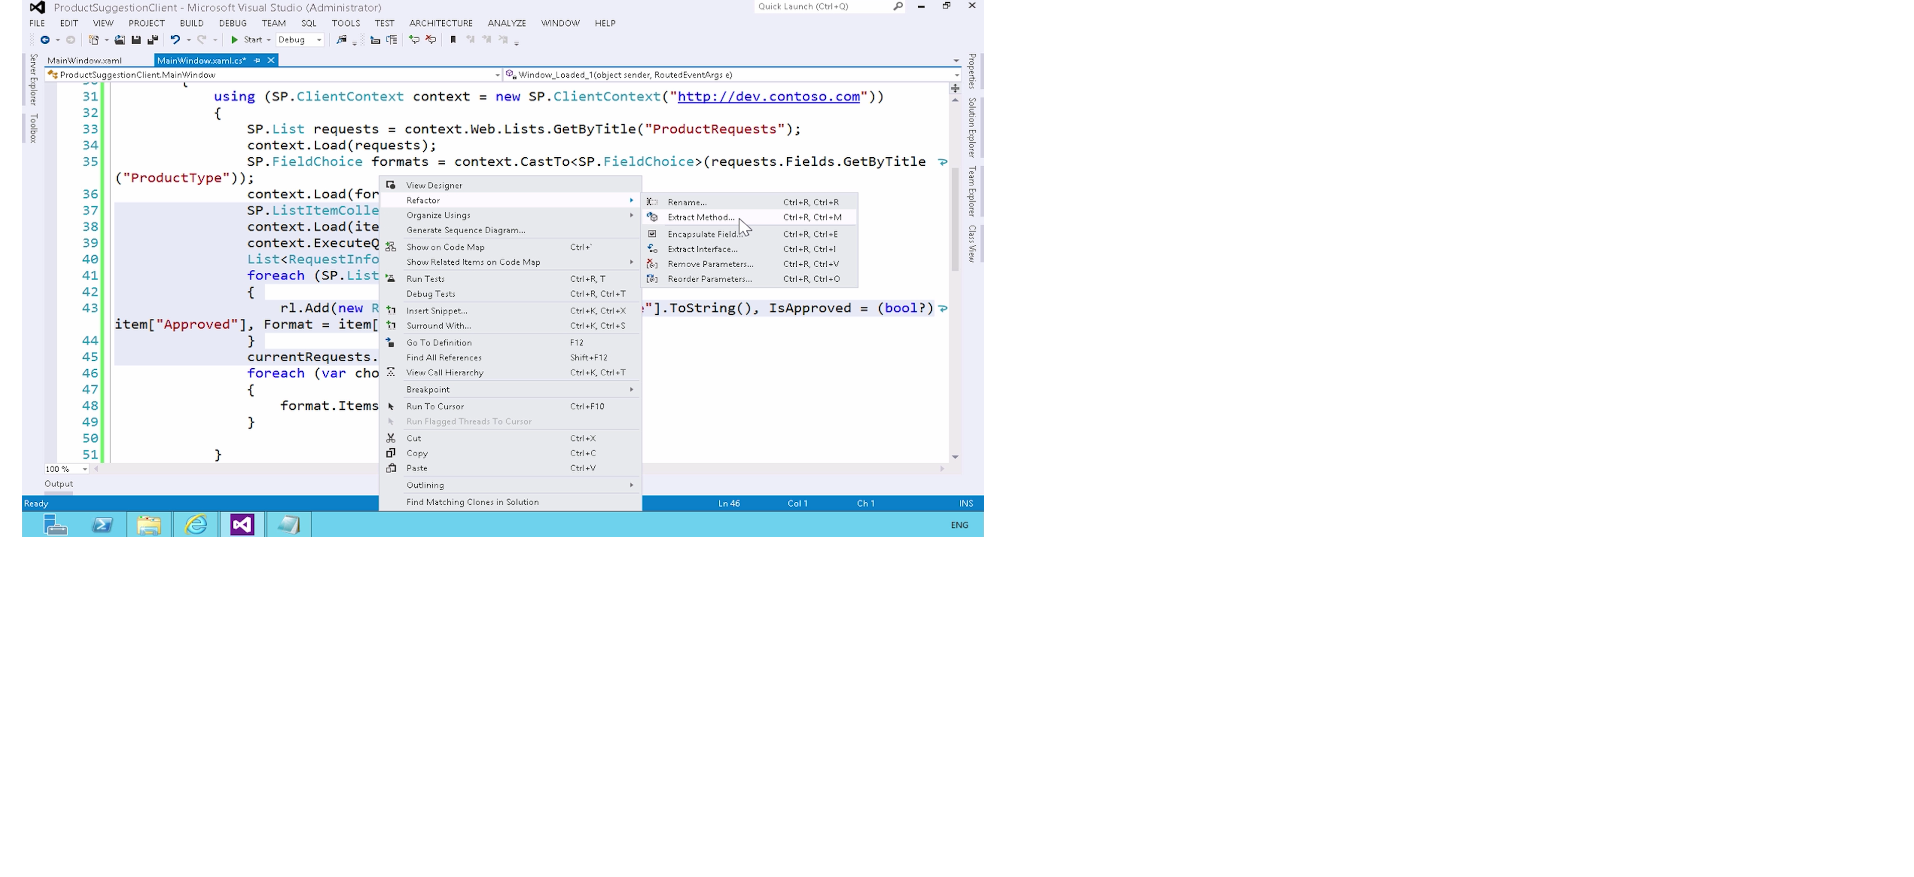 ProductSuggestionClient - Microsoft Visual Studio (Administrator)
Quick Launch (Ctrl+Q)
FILE EDIT VIEW PROJECT BUILD DEBUG TEAM SQL TOOLS TEST ARCHITECTURE ANALYZE WINDOW HELP
Start Debug
MainWindow.xaml MainWindow.xaml.cs*
ProductSuggestionClient.MainWindow Window_Loaded_1(object sender, RoutedEventArgs e)
Server Explorer
Toolbox
31 using (SP.ClientContext context = new SP.ClientContext("http://dev.contoso.com"))
32 {
33 SP.List requests = context.Web.Lists.GetByTitle("ProductRequests");
34 context.Load(requests);
35 SP.FieldChoice formats = context.CastTo<SP.FieldChoice>(requests.Fields.GetByTitle
("ProductType"));
36 context.Load(for
37 SP.ListItemColle
38 context.Load(ite
39 context.ExecuteQ
40 List<RequestInfo
41 foreach (SP.List
42 {
43 rl.Add(new R "].ToString(), IsApproved = (bool?)
item["Approved"], Format = item[
44 }
45 currentRequests.
46 foreach (var cho
47 {
48 format.Items
49 }
50
51 }
View Designer
Refactor
Organize Usings
Generate Sequence Diagram...
Show on Code Map Ctrl+`
Show Related Items on Code Map
Run Tests Ctrl+R, T
Debug Tests Ctrl+R, Ctrl+T
Insert Snippet... Ctrl+K, Ctrl+X
Surround With... Ctrl+K, Ctrl+S
Go To Definition F12
Find All References Shift+F12
View Call Hierarchy Ctrl+K, Ctrl+T
Breakpoint
Run To Cursor Ctrl+F10
Run Flagged Threads To Cursor
Cut Ctrl+X
Copy Ctrl+C
Paste Ctrl+V
Outlining
Find Matching Clones in Solution
Rename... Ctrl+R, Ctrl+R
Extract Method... Ctrl+R, Ctrl+M
Encapsulate Field... Ctrl+R, Ctrl+E
Extract Interface... Ctrl+R, Ctrl+I
Remove Parameters... Ctrl+R, Ctrl+V
Reorder Parameters... Ctrl+R, Ctrl+O
Properties
Solution Explorer
Team Explorer
Class View
100 %
Output
Ready Ln 46 Col 1 Ch 1 INS
ENG